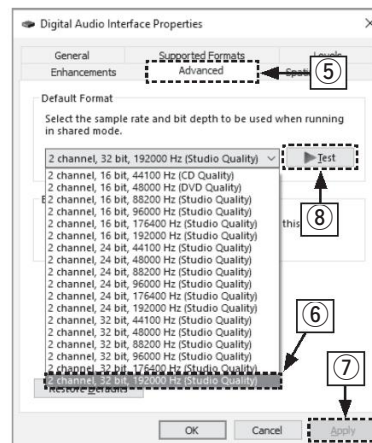 Digital Audio Interface Properties
General Supported Formats Levels
Enhancements Advanced
⑤
Default Format
Select the sample rate and bit depth to be used when running
in shared mode.
2 channel, 32 bit, 192000 Hz (Studio Quality) Test
⑧
2 channel, 16 bit, 44100 Hz (CD Quality)
2 channel, 16 bit, 48000 Hz (DVD Quality)
2 channel, 16 bit, 88200 Hz (Studio Quality)
2 channel, 16 bit, 96000 Hz (Studio Quality)
2 channel, 16 bit, 176400 Hz (Studio Quality)
2 channel, 16 bit, 192000 Hz (Studio Quality)
2 channel, 24 bit, 44100 Hz (Studio Quality)
2 channel, 24 bit, 48000 Hz (Studio Quality)
2 channel, 24 bit, 88200 Hz (Studio Quality)
2 channel, 24 bit, 96000 Hz (Studio Quality)
2 channel, 24 bit, 176400 Hz (Studio Quality)
2 channel, 24 bit, 192000 Hz (Studio Quality)
2 channel, 32 bit, 44100 Hz (Studio Quality)
2 channel, 32 bit, 48000 Hz (Studio Quality)
2 channel, 32 bit, 88200 Hz (Studio Quality)
2 channel, 32 bit, 96000 Hz (Studio Quality)
2 channel, 32 bit, 176400 Hz (Studio Quality)
2 channel, 32 bit, 192000 Hz (Studio Quality)
this
⑥
Restore Defaults
⑦
OK Cancel Apply